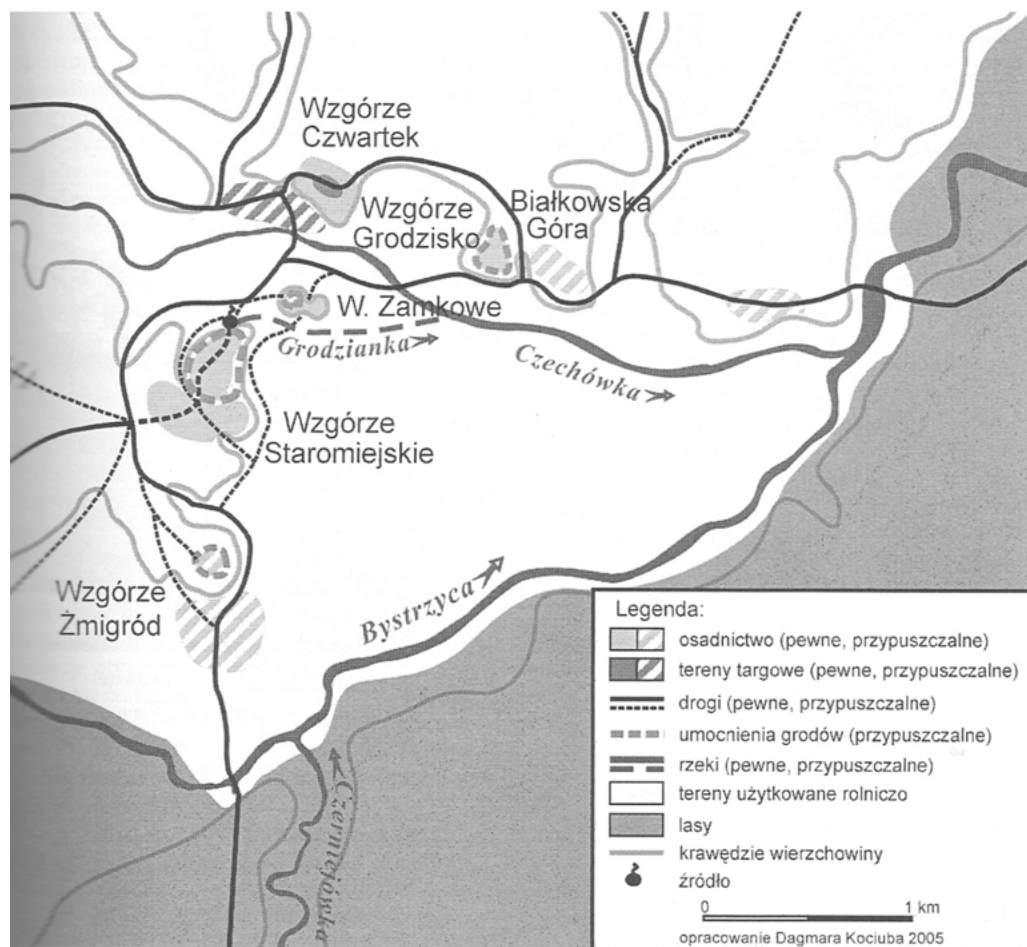 Wzgórze
Czwartek
Wzgórze
Grodzisko
Białkowska
Góra
W. Zamkowe
Grodzianka
Czechówka
Wzgórze
Staromiejskie
Wzgórze
Żmigród
Bystrzyca
Czerniejówka
Legenda:
osadnictwo (pewne, przypuszczalne)
tereny targowe (pewne, przypuszczalne)
drogi (pewne, przypuszczalne)
umocnienia grodów (przypuszczalne)
rzeki (pewne, przypuszczalne)
tereny użytkowane rolniczo
lasy
krawędzie wierzchowiny
źródło
0 1 km
opracowanie Dagmara Kociuba 2005